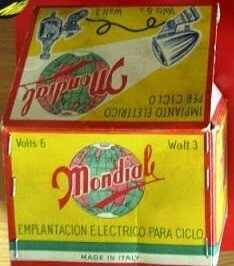 Volts 6 Watt 3
Mondial
IMPIANTO ELETTRICO
PER CICLO
Volts 6 Watt 3
Mondial
EMPLANTACION ELECTRICO PARA CICLO
MADE IN ITALY